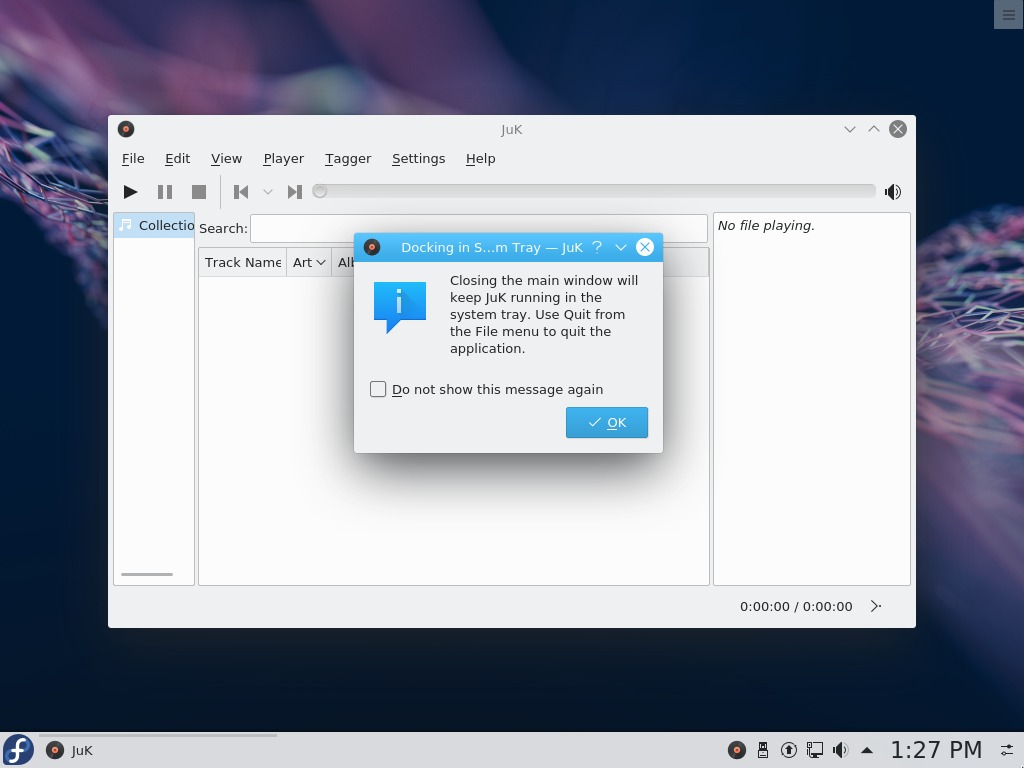 JuK
File Edit View Player Tagger Settings Help
Collectio
Search:
No file playing.
Track Name
Art
Alb
Docking in S...m Tray — JuK
Closing the main window will
keep JuK running in the
system tray. Use Quit from
the File menu to quit the
application.
Do not show this message again
OK
0:00:00 / 0:00:00
JuK
1:27 PM